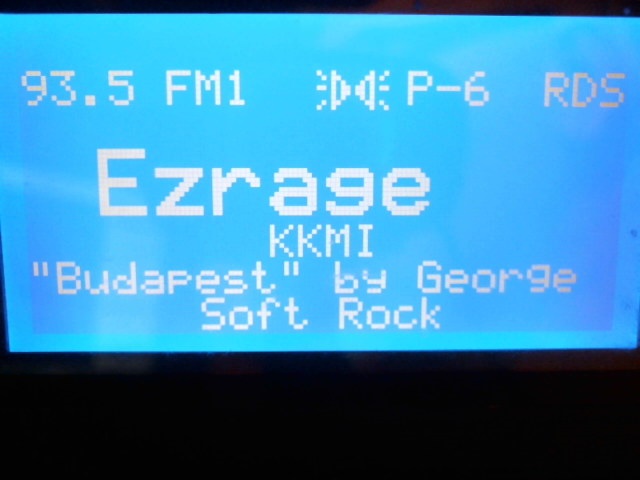 93.5 FM1 P-6 RDS
Ezrage
KKMI
"Budapest" by George
Soft Rock